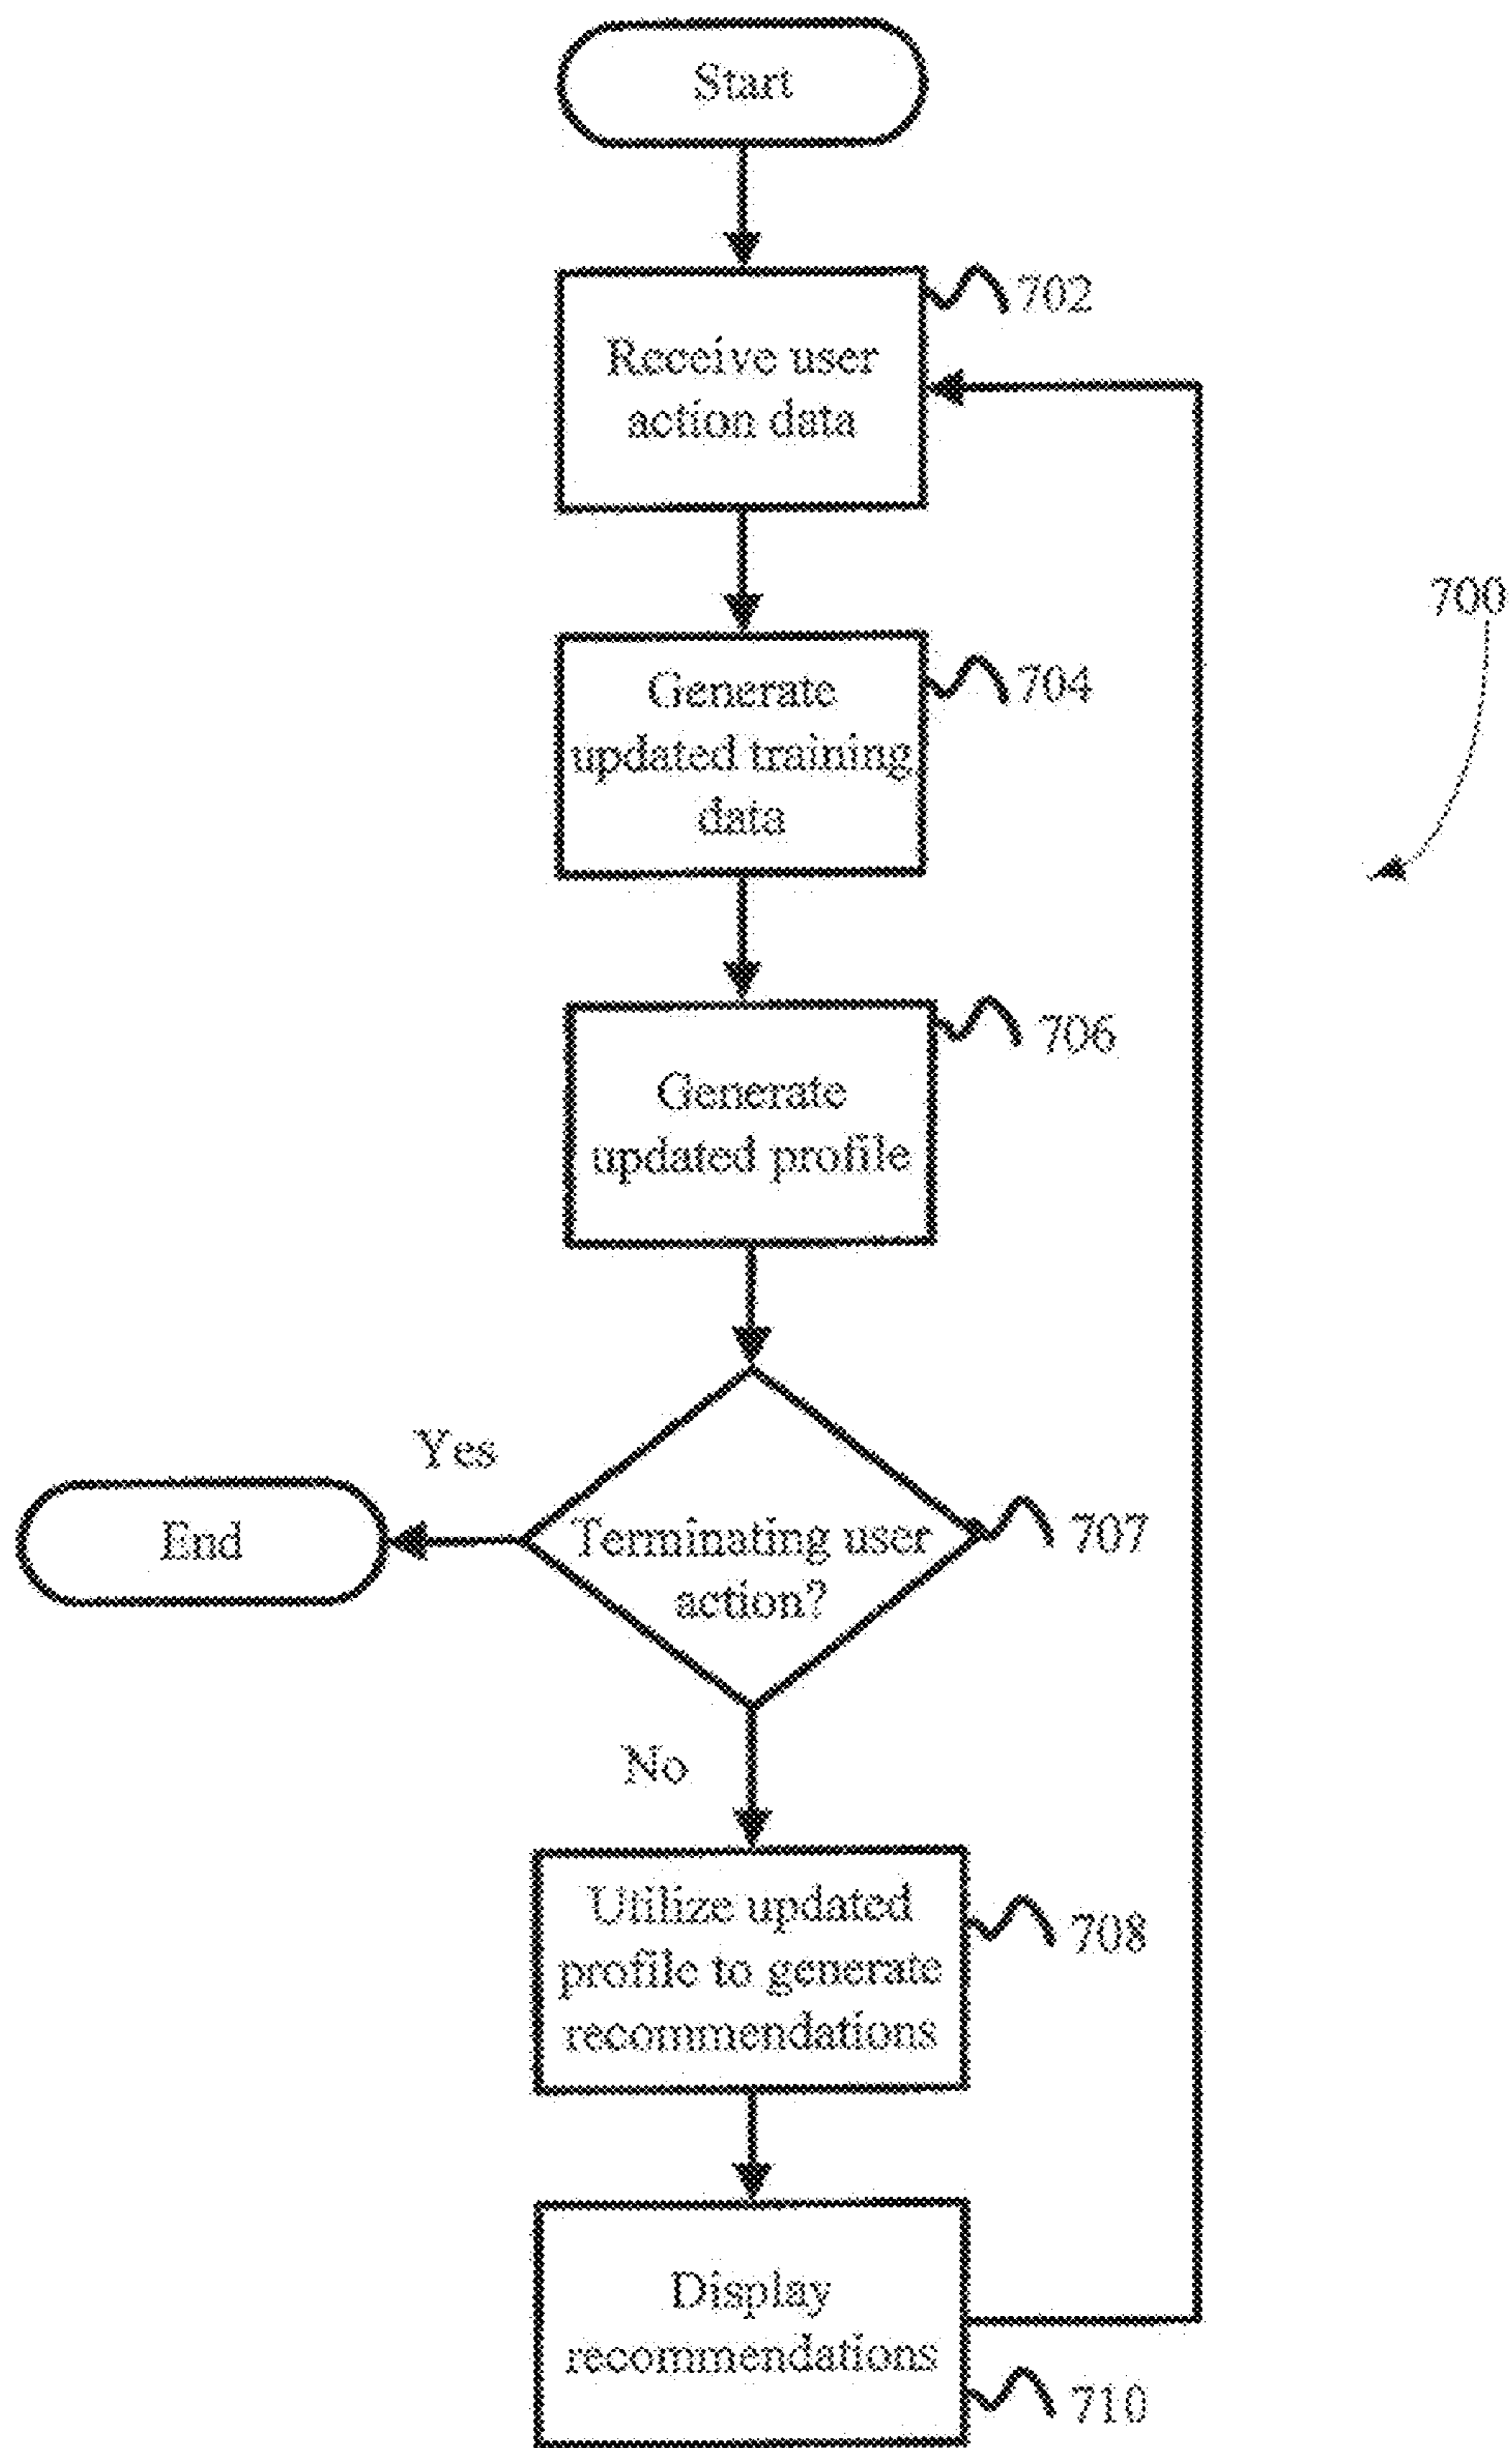 Start
702
Receive user
action data
700
704
Generate
updated training
data
706
Generate
updated profile
Yes
End
Terminating user
action?
707
No
Utilize updated
profile to generate
recommendations
708
Display
recommendations
710